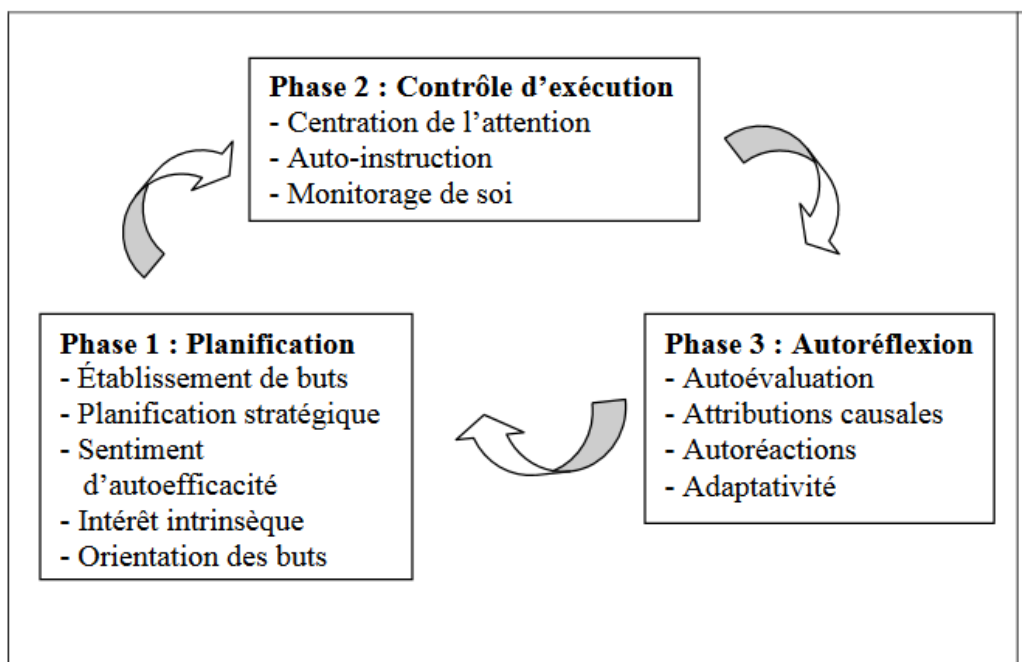 Phase 2 : Contrôle d’exécution
- Centration de l’attention
- Auto-instruction
- Monitorage de soi
Phase 1 : Planification
- Établissement de buts
- Planification stratégique
- Sentiment
d’autoefficacité
- Intérêt intrinsèque
- Orientation des buts
Phase 3 : Autoréflexion
- Autoévaluation
- Attributions causales
- Autoréactions
- Adaptativité